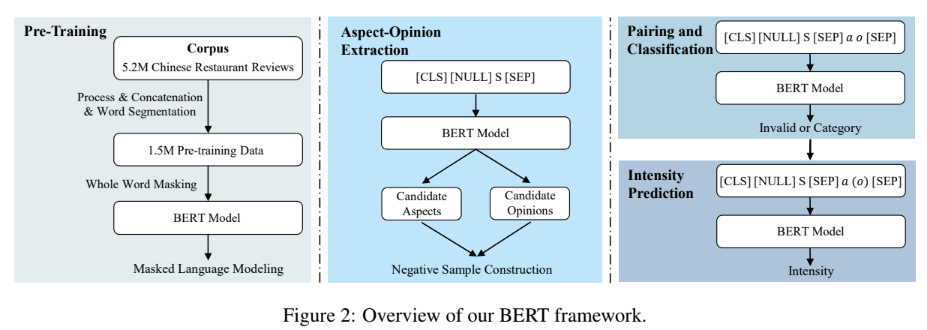 Pre-Training
Corpus
5.2M Chinese Restaurant Reviews
Process & Concatenation
& Word Segmentation
1.5M Pre-training Data
Whole Word Masking
BERT Model
Masked Language Modeling
Aspect-Opinion
Extraction
[CLS] [NULL] S [SEP]
BERT Model
Candidate
Aspects
Candidate
Opinions
Negative Sample Construction
Pairing and
Classification
[CLS] [NULL] S [SEP] a o [SEP]
BERT Model
Invalid or Category
Intensity
Prediction
[CLS] [NULL] S [SEP] a (o) [SEP]
BERT Model
Intensity
Figure 2: Overview of our BERT framework.